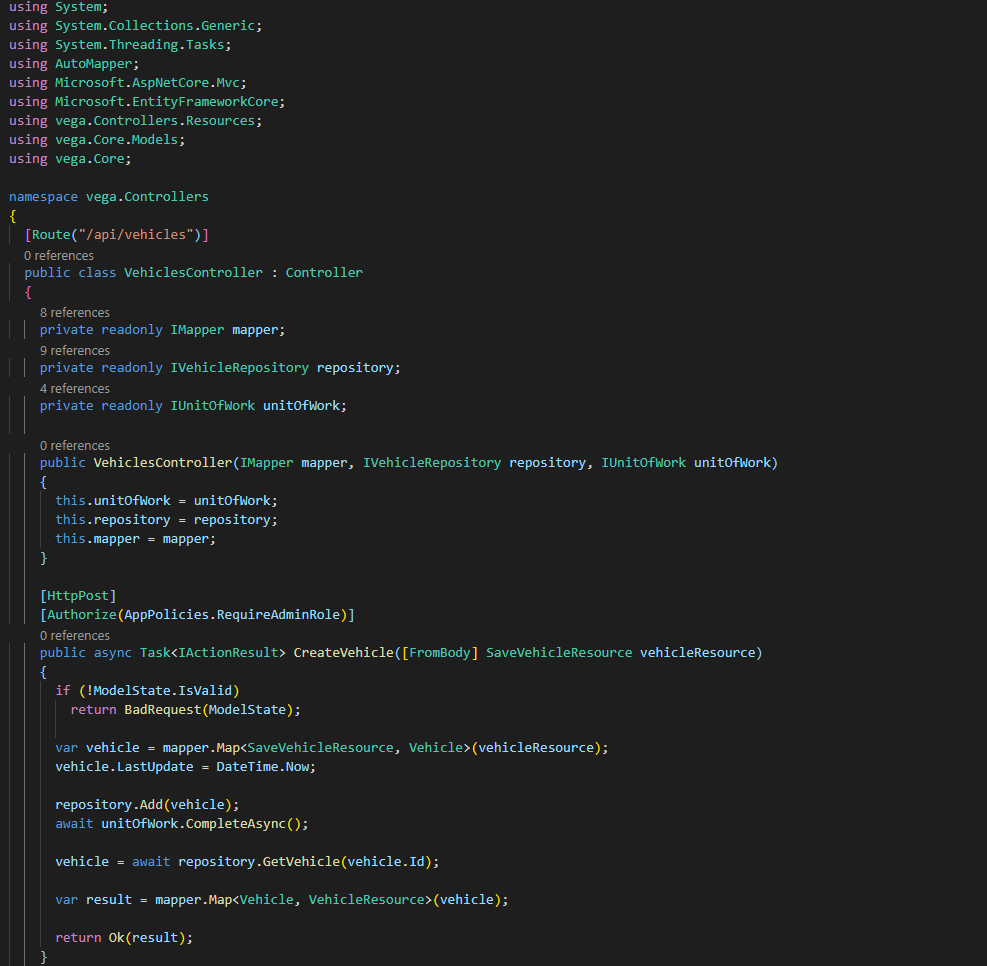 using System;
using System.Collections.Generic;
using System.Threading.Tasks;
using AutoMapper;
using Microsoft.AspNetCore.Mvc;
using Microsoft.EntityFrameworkCore;
using vega.Controllers.Resources;
using vega.Core.Models;
using vega.Core;

namespace vega.Controllers
{
  [Route("/api/vehicles")]
  0 references
  public class VehiclesController : Controller
  {
    8 references
    private readonly IMapper mapper;
    9 references
    private readonly IVehicleRepository repository;
    4 references
    private readonly IUnitOfWork unitOfWork;

    0 references
    public VehiclesController(IMapper mapper, IVehicleRepository repository, IUnitOfWork unitOfWork)
    {
      this.unitOfWork = unitOfWork;
      this.repository = repository;
      this.mapper = mapper;
    }

    [HttpPost]
    [Authorize(AppPolicies.RequireAdminRole)]
    0 references
    public async Task<IActionResult> CreateVehicle([FromBody] SaveVehicleResource vehicleResource)
    {
      if (!ModelState.IsValid)
        return BadRequest(ModelState);

      var vehicle = mapper.Map<SaveVehicleResource, Vehicle>(vehicleResource);
      vehicle.LastUpdate = DateTime.Now;

      repository.Add(vehicle);
      await unitOfWork.CompleteAsync();

      vehicle = await repository.GetVehicle(vehicle.Id);

      var result = mapper.Map<Vehicle, VehicleResource>(vehicle);

      return Ok(result);
    }